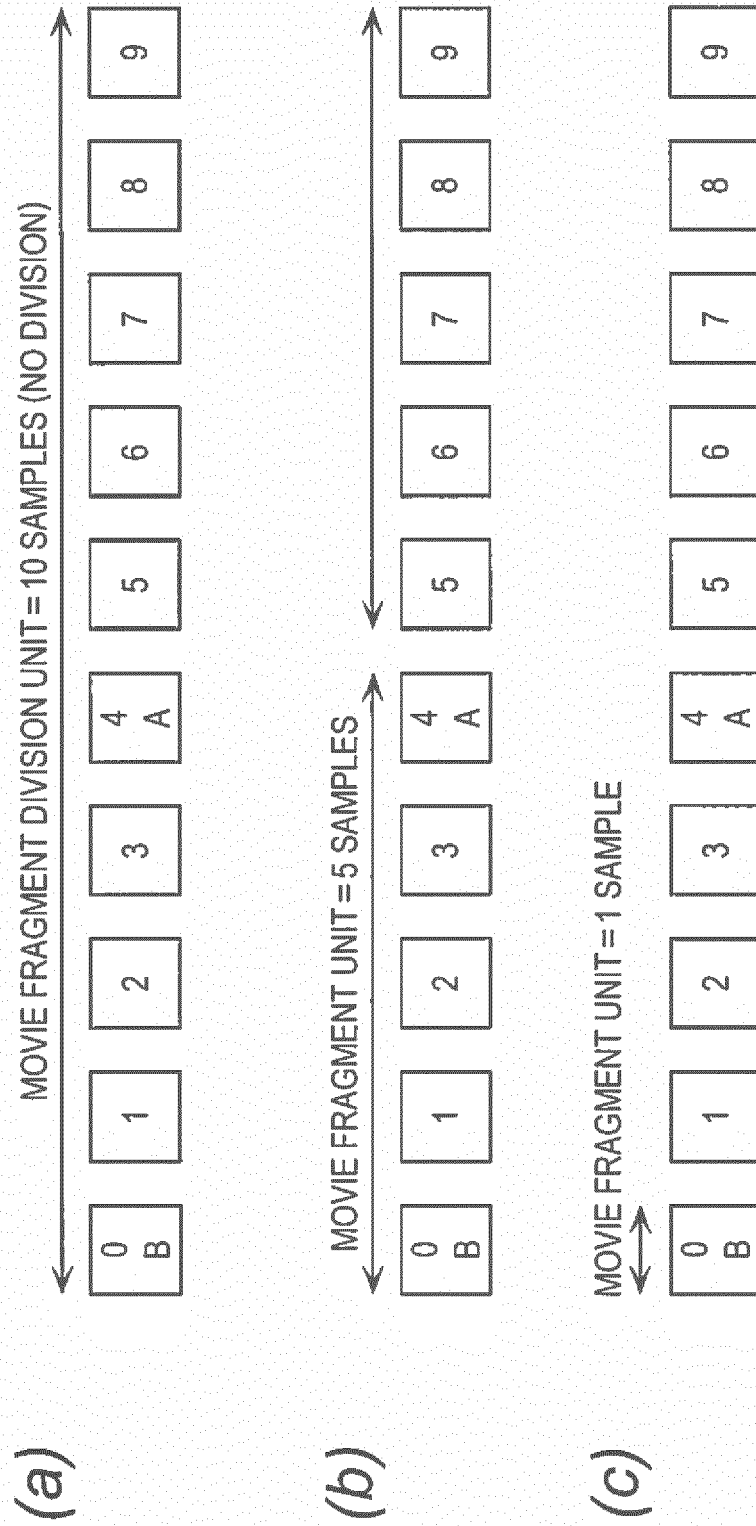 (a)
MOVIE FRAGMENT DIVISION UNIT = 10 SAMPLES (NO DIVISION)
0 1 2 3 4 5 6 7 8 9
B A
(b)
MOVIE FRAGMENT UNIT = 5 SAMPLES
0 1 2 3 4 5 6 7 8 9
B A
(c)
MOVIE FRAGMENT UNIT = 1 SAMPLE
0 1 2 3 4 5 6 7 8 9
B A